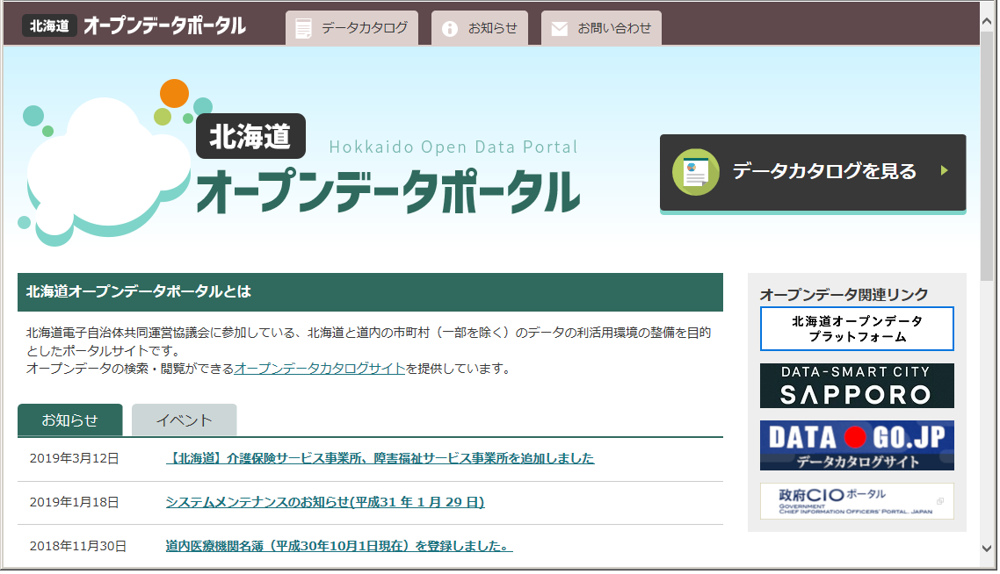 北海道 オープンデータポータル
データカタログ
お知らせ
お問い合わせ
北海道
Hokkaido Open Data Portal
オープンデータポータル
データカタログを見る
北海道オープンデータポータルとは
北海道電子自治体共同運営協議会に参加している、北海道と道内の市町村（一部を除く）のデータの利活用環境の整備を目的
としたポータルサイトです。
オープンデータの検索・閲覧ができるオープンデータカタログサイトを提供しています。
お知らせ
イベント
2019年3月12日 【北海道】介護保険サービス事業所、障害福祉サービス事業所を追加しました
2019年1月18日 システムメンテナンスのお知らせ(平成31 年 1 月 29 日)
2018年11月30日 道内医療機関名簿（平成30年10月1日現在）を登録しました。
オープンデータ関連リンク
北海道オープンデータ
プラットフォーム
DATA-SMART CITY
SAPPORO
DATA GO.JP
データカタログサイト
政府CIOポータル
GOVERNMENT
CHIEF INFORMATION OFFICERS' PORTAL, JAPAN